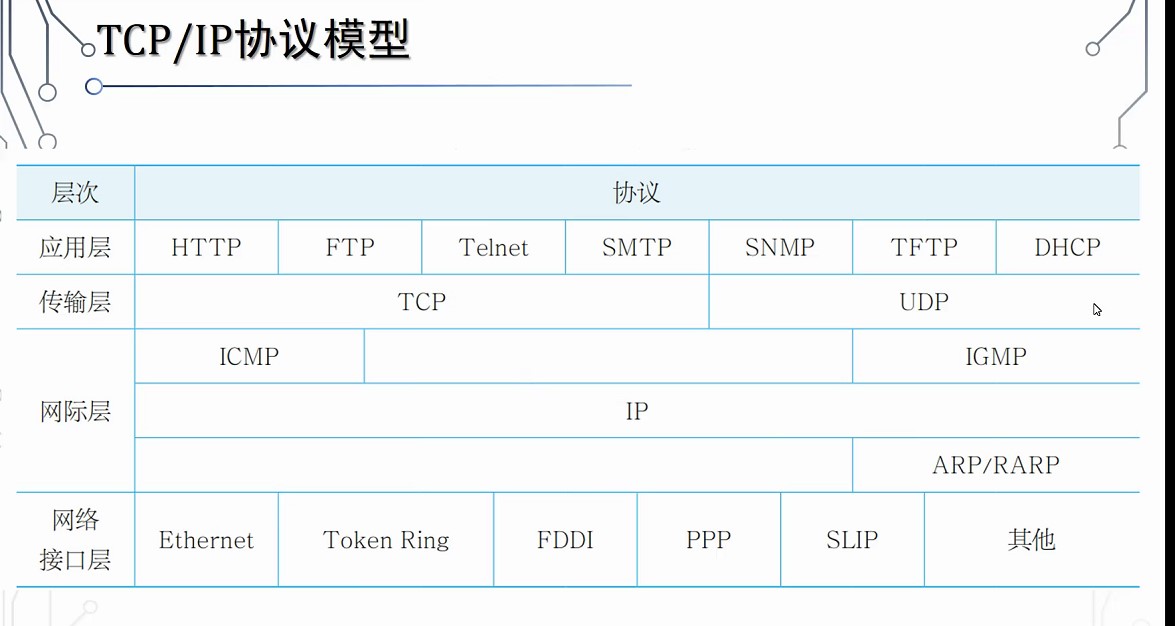 TCP/IP协议模型
层次 协议
应用层 HTTP FTP Telnet SMTP SNMP TFTP DHCP
传输层 TCP UDP
ICMP IGMP
网际层 IP
ARP/RARP
网络
接口层 Ethernet Token Ring FDDI PPP SLIP 其他